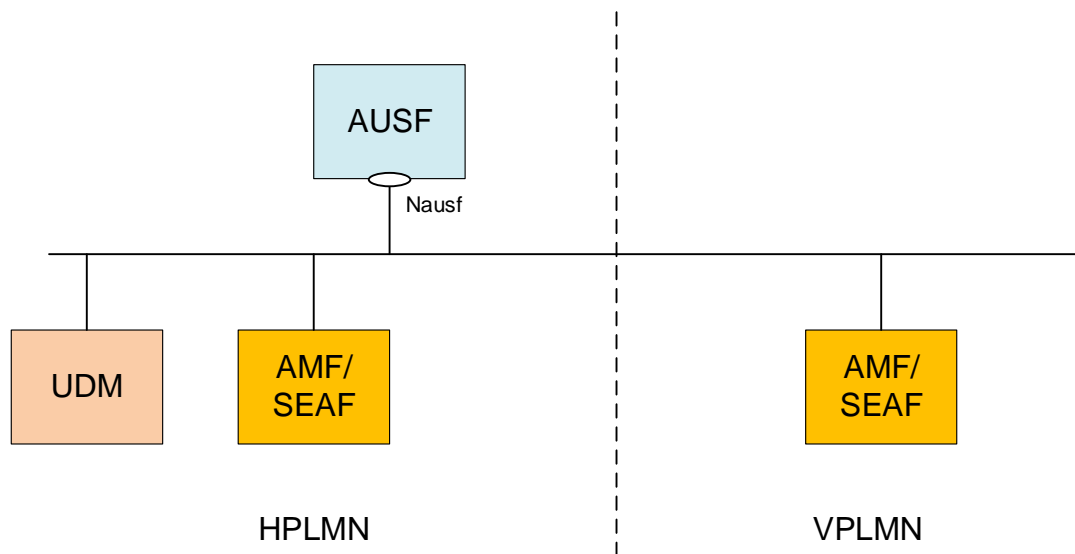 AUSF
Nausf
UDM
AMF/
SEAF
AMF/
SEAF
HPLMN
VPLMN